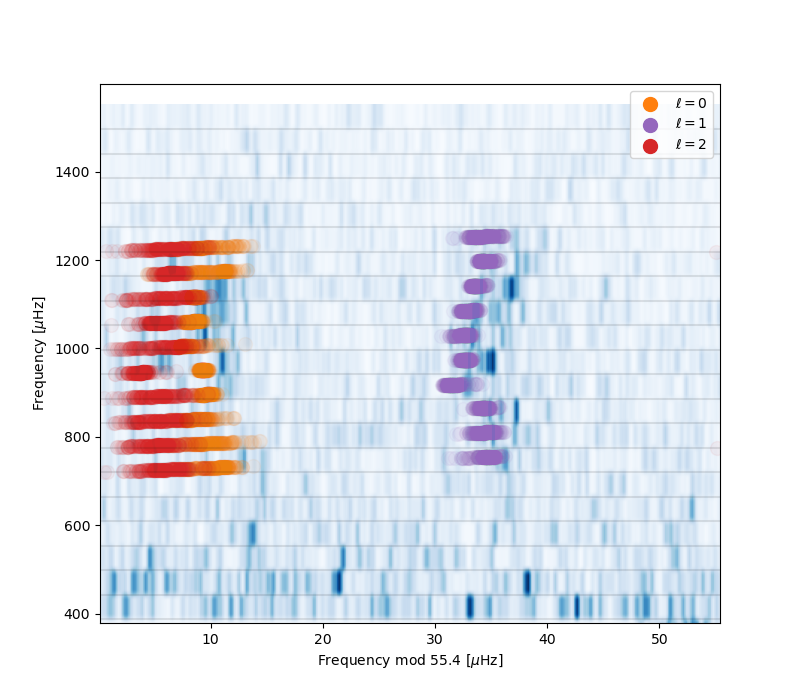 ℓ = 0
ℓ = 1
ℓ = 2
1400
1200
1000
800
600
400
Frequency [μHz]
10 20 30 40 50
Frequency mod 55.4 [μHz]